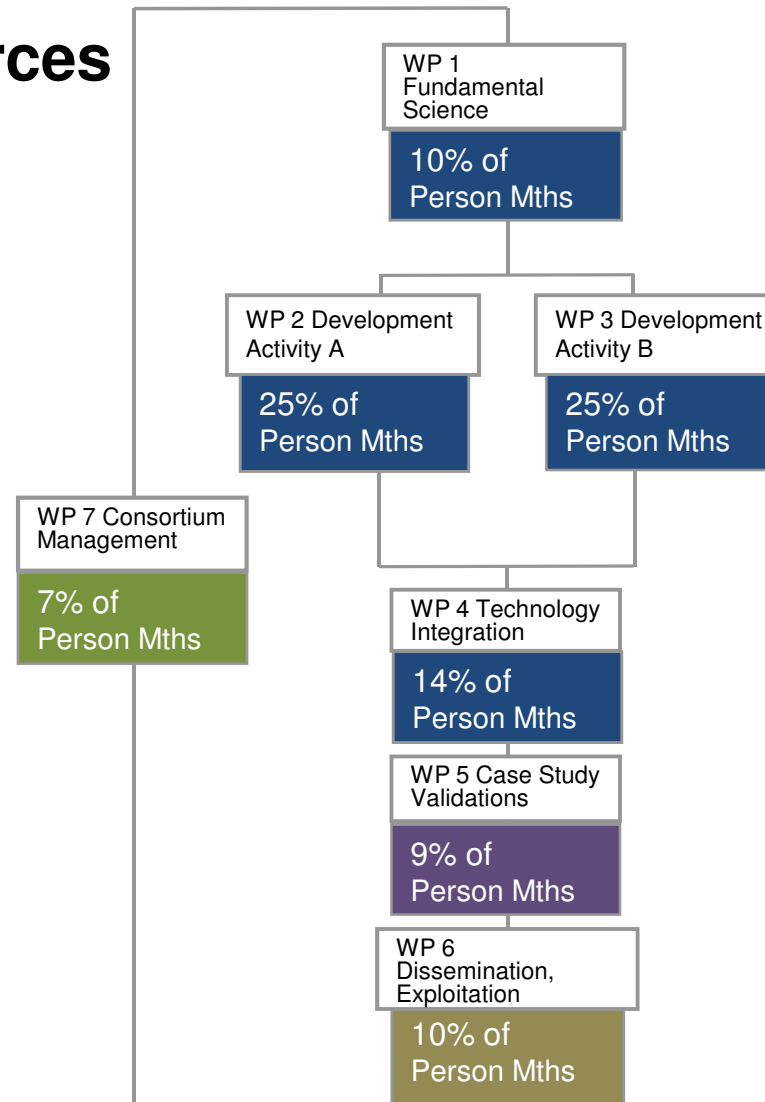 rces
WP 1
Fundamental
Science
10% of
Person Mths
WP 2 Development
Activity A
25% of
Person Mths
WP 3 Development
Activity B
25% of
Person Mths
WP 7 Consortium
Management
7% of
Person Mths
WP 4 Technology
Integration
14% of
Person Mths
WP 5 Case Study
Validations
9% of
Person Mths
WP 6
Dissemination,
Exploitation
10% of
Person Mths